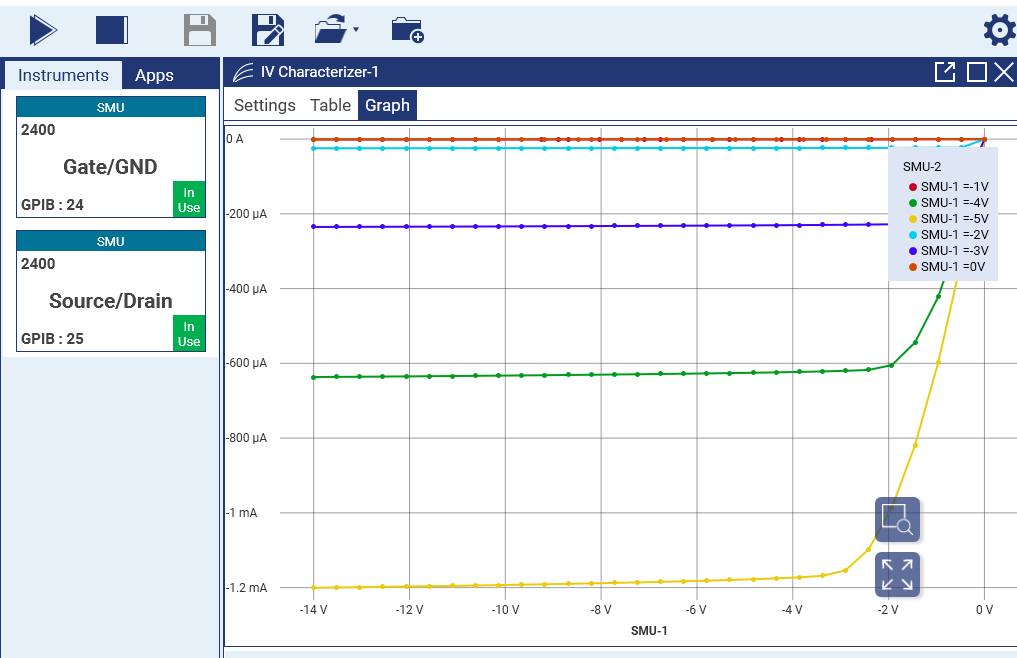 Instruments
Apps
SMU
2400
Gate/GND
GPIB : 24
In
Use
SMU
2400
Source/Drain
GPIB : 25
In
Use
IV Characterizer-1
Settings
Table
Graph
0 A
-200 µA
-400 µA
-600 µA
-800 µA
-1 mA
-1.2 mA
SMU-2
SMU-1 =-1V
SMU-1 =-4V
SMU-1 =-5V
SMU-1 =-2V
SMU-1 =-3V
SMU-1 =0V
-14 V
-12 V
-10 V
-8 V
-6 V
-4 V
-2 V
0 V
SMU-1